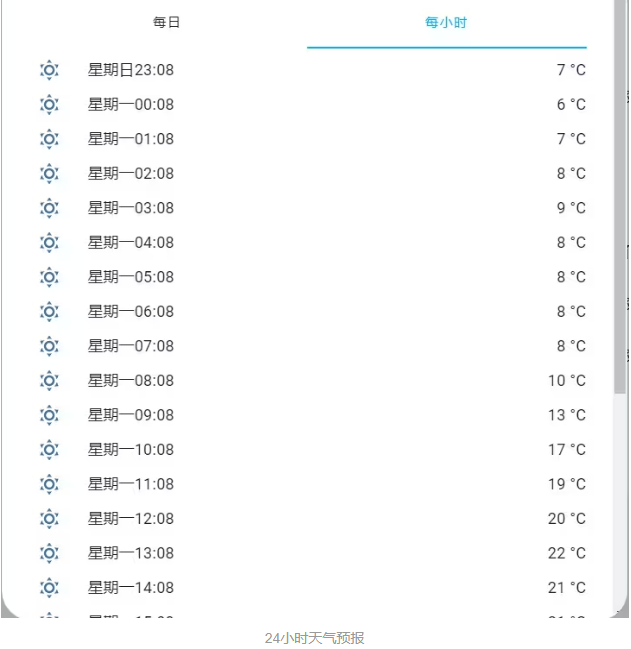 每日 每小时
星期日23:08 7 °C
星期一00:08 6 °C
星期一01:08 7 °C
星期一02:08 8 °C
星期一03:08 9 °C
星期一04:08 8 °C
星期一05:08 8 °C
星期一06:08 8 °C
星期一07:08 8 °C
星期一08:08 10 °C
星期一09:08 13 °C
星期一10:08 17 °C
星期一11:08 19 °C
星期一12:08 20 °C
星期一13:08 22 °C
星期一14:08 21 °C
24小时天气预报